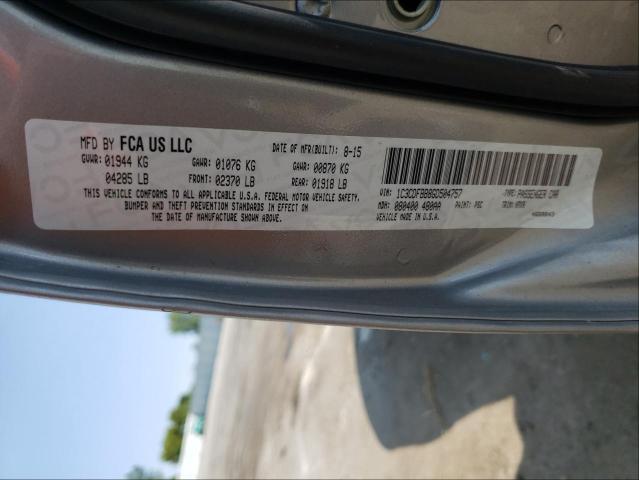 MFD BY FCA US LLC DATE OF MFR(BUILT): 8-15
GVWR: 01944 KG GAWR: 01076 KG GAWR: 00870 KG
04285 LB FRONT: 02370 LB REAR: 01918 LB
THIS VEHICLE CONFORMS TO ALL APPLICABLE U.S.A. FEDERAL MOTOR VEHICLE SAFETY,
BUMPER AND THEFT PREVENTION STANDARDS IN EFFECT ON
THE DATE OF MANUFACTURE SHOWN ABOVE.
VIN: 1C3CDFBB8GD504757 TYPE: PASSENGER CAR
MDH: 080400 480AA PAINT: PSC TRIM:
MADE IN U.S.A.